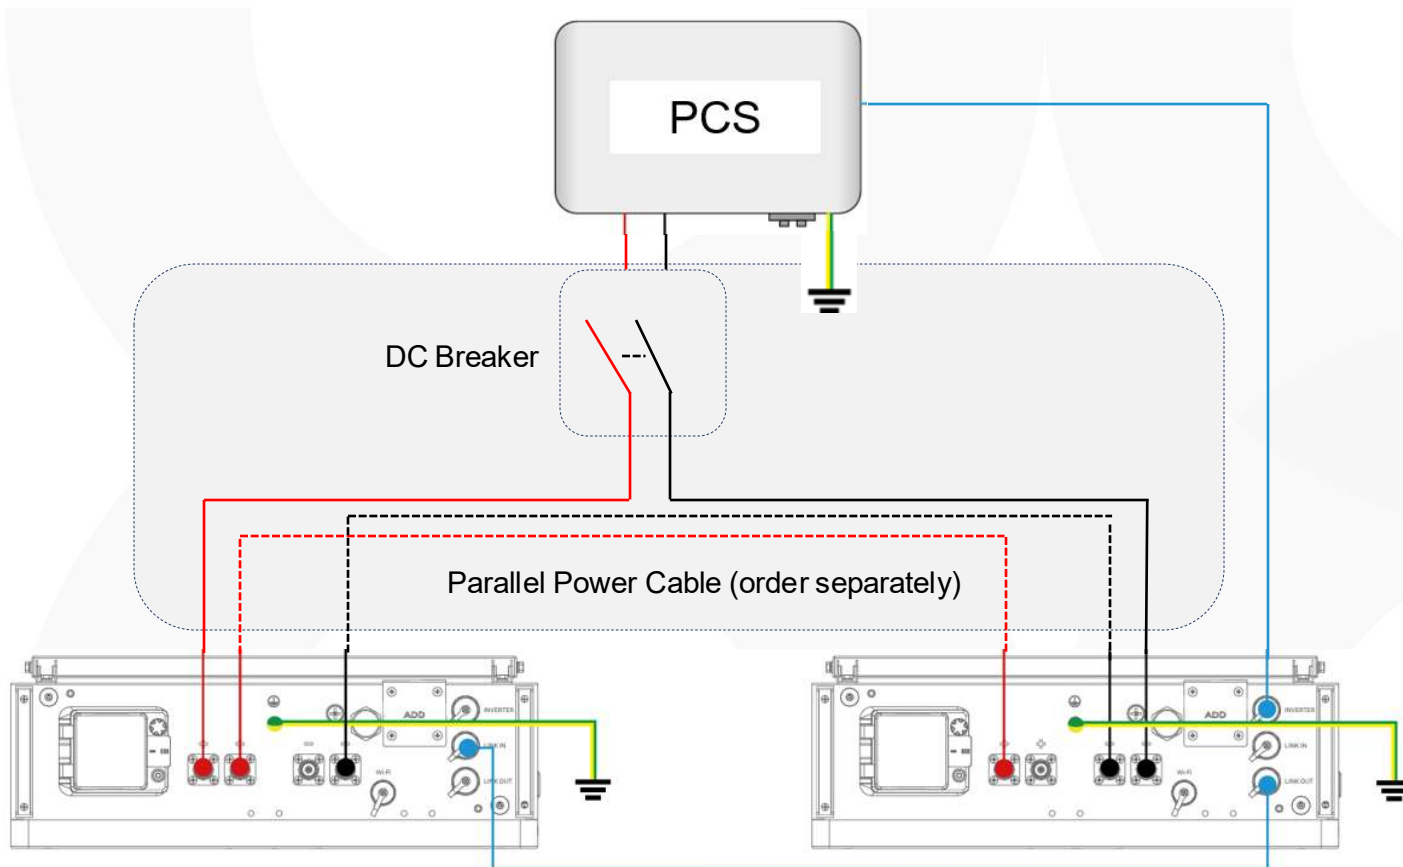 PCS
DC Breaker
Parallel Power Cable (order separately)
ADD
INVERTER
LINK IN
LINK OUT
Wi-Fi
ADD
INVERTER
LINK IN
LINK OUT
Wi-Fi